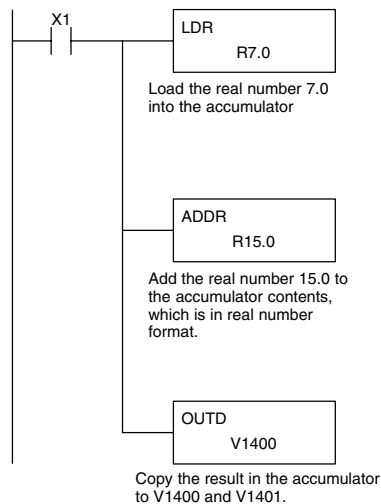 X1
LDR
R7.0
Load the real number 7.0
into the accumulator
ADDR
R15.0
Add the real number 15.0 to
the accumulator contents,
which is in real number
format.
OUTD
V1400
Copy the result in the accumulator
to V1400 and V1401.